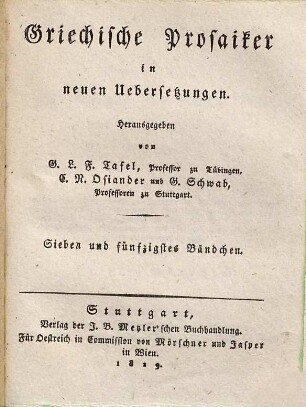 Griechische Prosaiker
in
neuen Uebersetzungen.
Herausgegeben
von
G. L. F. Tafel, Professor zu Tübingen,
C. N. Osiander und G. Schwab,
Professoren zu Stuttgart.
Sieben und fünfzigstes Bändchen.
Stuttgart,
Verlag der J. B. Metzler'schen Buchhandlung.
Für Oestreich in Commission von Mörschner und Jasper
in Wien.
1829.